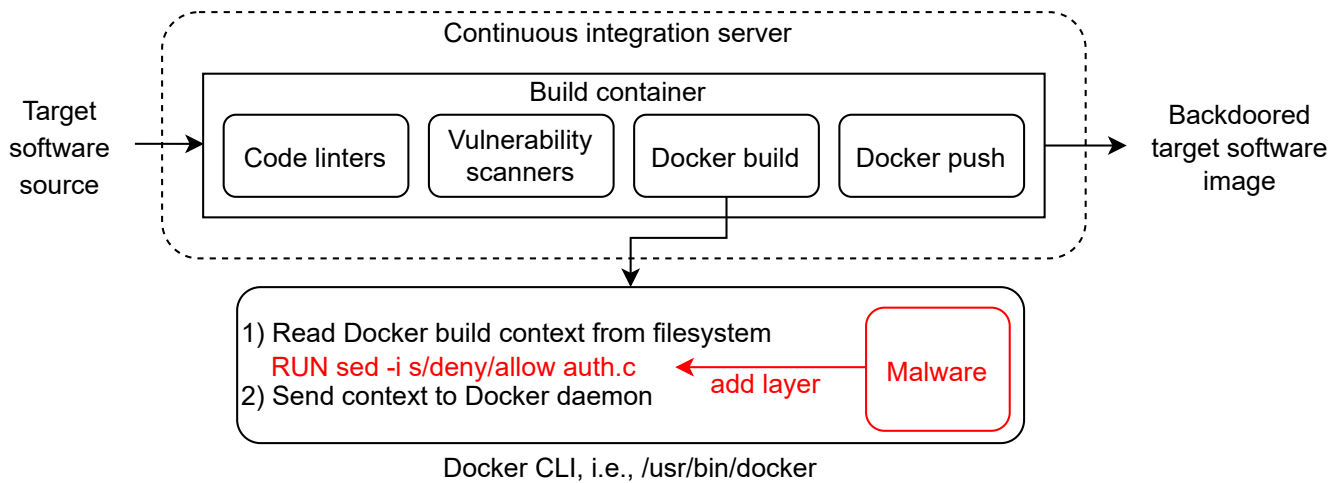 Continuous integration server
Build container
Target
software
source
Code linters
Vulnerability
scanners
Docker build
Docker push
Backdoored
target software
image
1) Read Docker build context from filesystem
RUN sed -i s/deny/allow auth.c
2) Send context to Docker daemon
add layer
Malware
Docker CLI, i.e., /usr/bin/docker